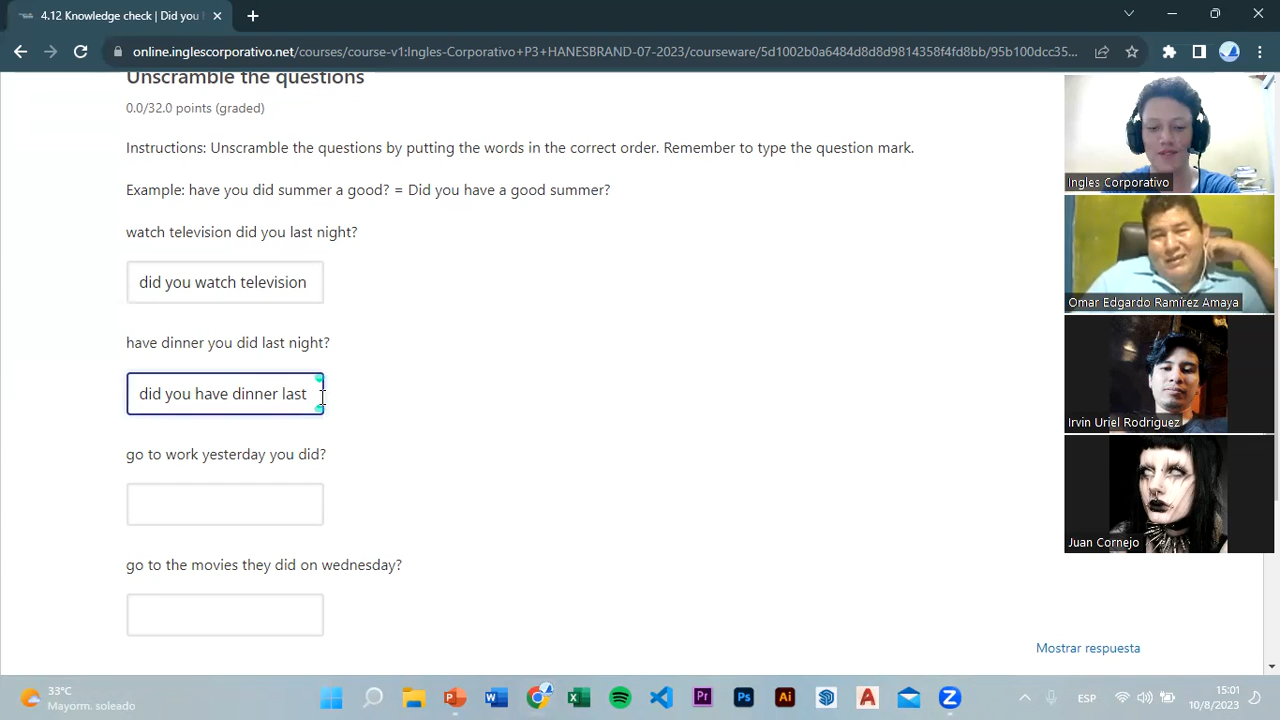 4.12 Knowledge check | Did you h
online.inglescorporativo.net/courses/course-v1:Ingles-Corporativo+P3+HANESBRAND-07-2023/courseware/5d1002b0a6484d8d8d9814358f4fd8bb/95b100dcc35...
Unscramble the questions
0.0/32.0 points (graded)
Instructions: Unscramble the questions by putting the words in the correct order. Remember to type the question mark.
Example: have you did summer a good? = Did you have a good summer?
watch television did you last night?
did you watch television
have dinner you did last night?
did you have dinner last
go to work yesterday you did?
go to the movies they did on wednesday?
Mostrar respuesta
Ingles Corporativo
Omar Edgardo Ramirez Amaya
Irvin Uriel Rodriguez
Juan Cornejo
33°C
Mayorm. soleado
ESP
15:01
10/8/2023